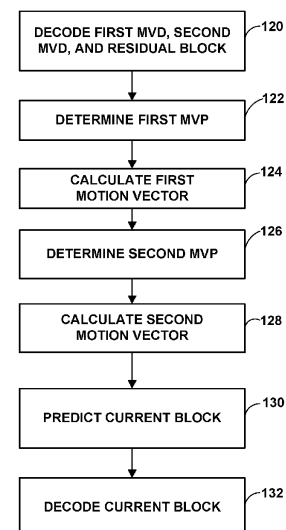 DECODE FIRST MVD, SECOND
MVD, AND RESIDUAL BLOCK
120
DETERMINE FIRST MVP
122
CALCULATE FIRST
MOTION VECTOR
124
DETERMINE SECOND MVP
126
CALCULATE SECOND
MOTION VECTOR
128
PREDICT CURRENT BLOCK
130
DECODE CURRENT BLOCK
132